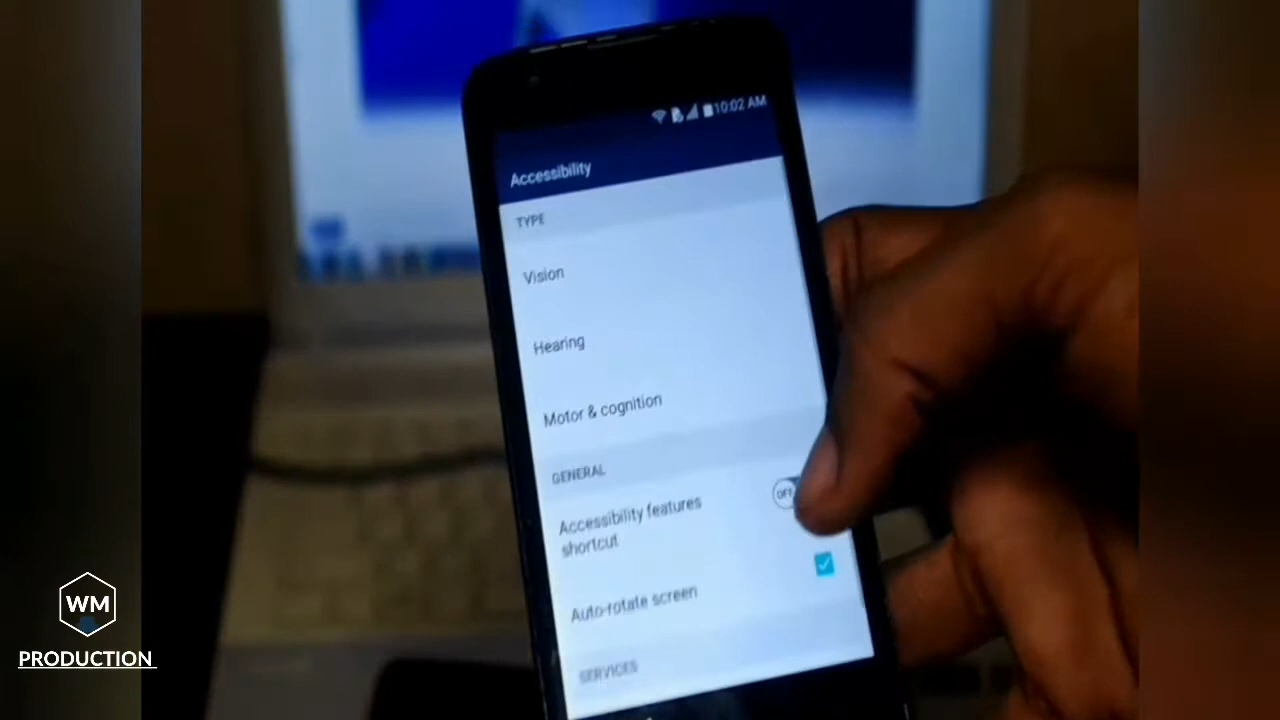 10:02 AM
Accessibility
TYPE
Vision
Hearing
Motor & cognition
GENERAL
Accessibility features
shortcut
OFF
Auto-rotate screen
SERVICES
WM
PRODUCTION